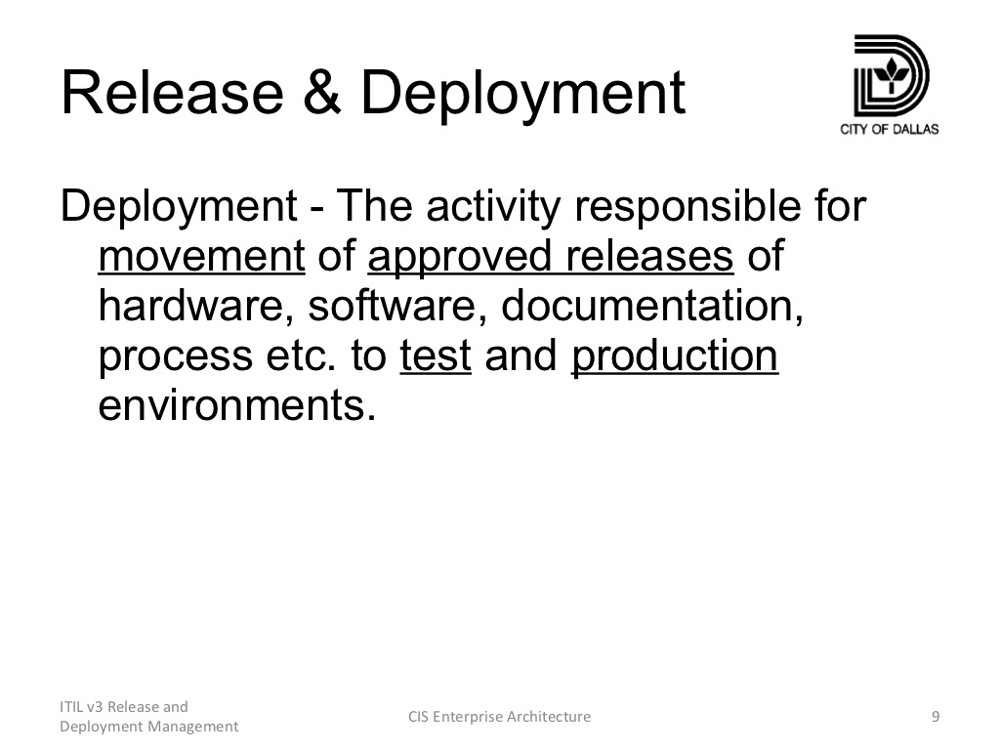 Release & Deployment
CITY OF DALLAS
Deployment - The activity responsible for
movement of approved releases of
hardware, software, documentation,
process etc. to test and production
environments.
ITIL v3 Release and
Deployment Management
CIS Enterprise Architecture
9